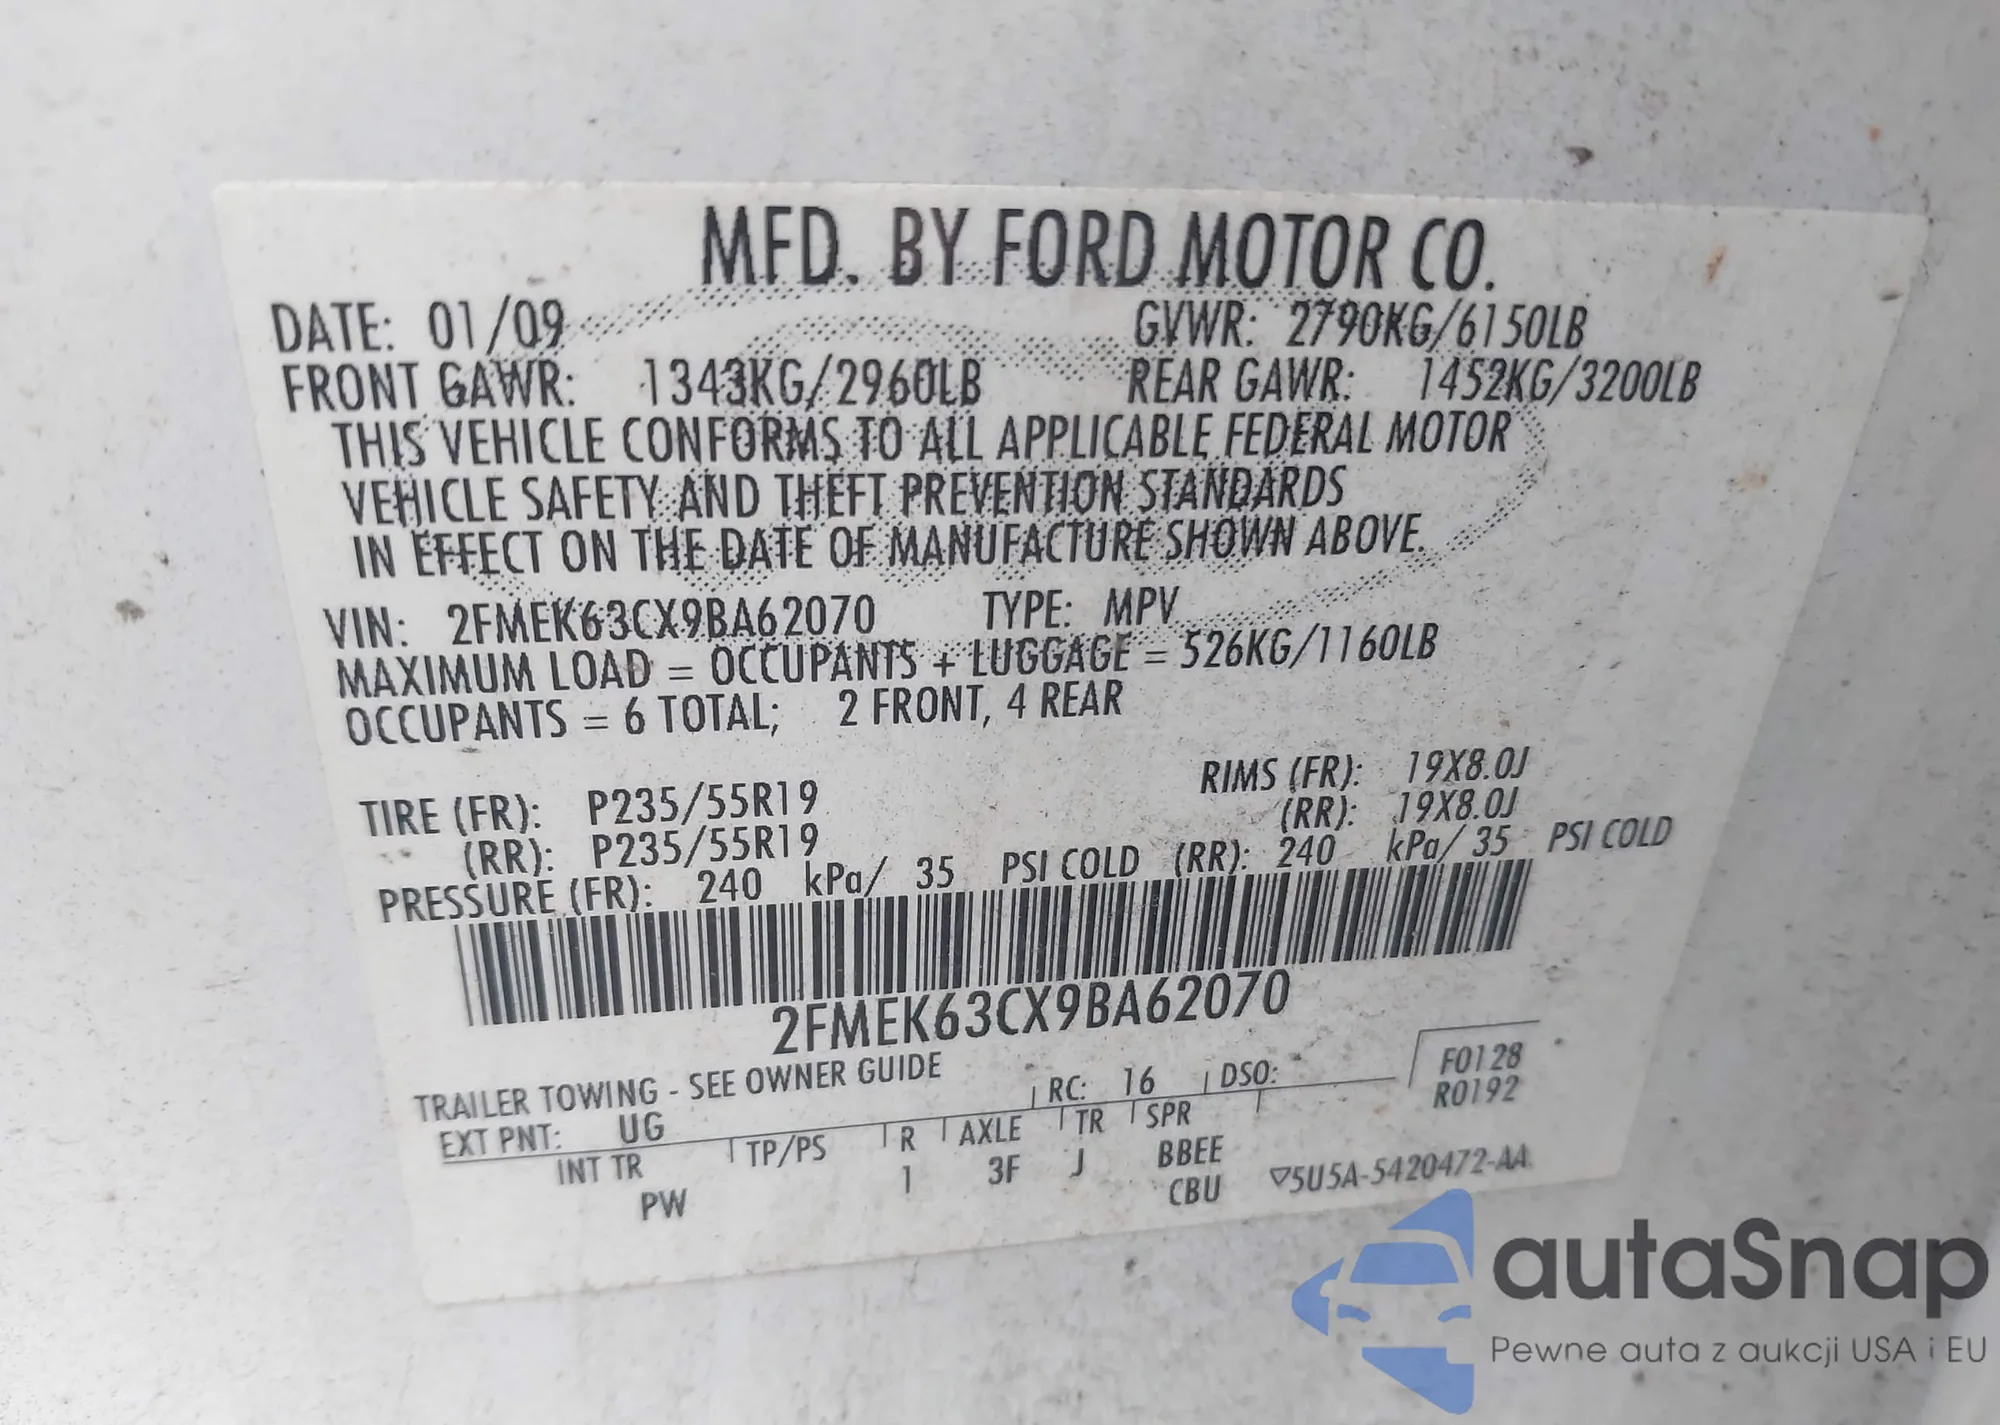 MFD. BY FORD MOTOR CO.
DATE: 01/09 GVWR: 2790KG/6150LB
FRONT GAWR: 1343KG/2960LB REAR GAWR: 1452KG/3200LB
THIS VEHICLE CONFORMS TO ALL APPLICABLE FEDERAL MOTOR
VEHICLE SAFETY AND THEFT PREVENTION STANDARDS
IN EFFECT ON THE DATE OF MANUFACTURE SHOWN ABOVE.
VIN: 2FMEK63CX9BA62070 TYPE: MPV
MAXIMUM LOAD = OCCUPANTS + LUGGAGE = 526KG/1160LB
OCCUPANTS = 6 TOTAL; 2 FRONT, 4 REAR
TIRE (FR): P235/55R19 RIMS (FR): 19X8.0J
(RR): P235/55R19 (RR): 19X8.0J
PRESSURE (FR): 240 kPa/ 35 PSI COLD (RR): 240 kPa/ 35 PSI COLD
2FMEK63CX9BA62070
TRAILER TOWING - SEE OWNER GUIDE
EXT PNT: UG RC: 16 DSO: F0128
R0192
INT TR TP/PS R AXLE TR SPR
PW 1 3F J BBEE
CBU ▽5U5A-5420472-AA
autaSnap
Pewne auta z aukcji USA i EU